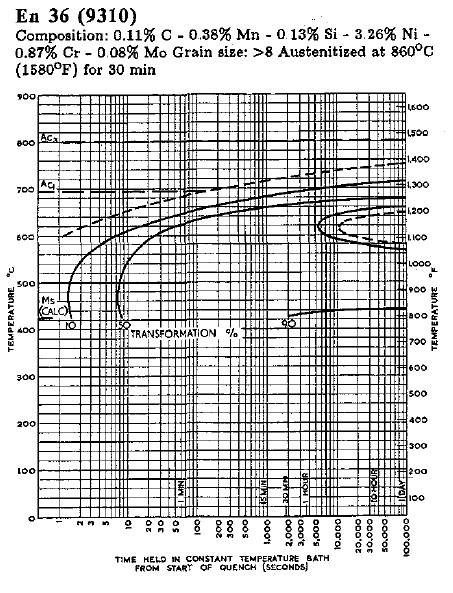 En 36 (9310)
Composition: 0.11% C - 0.38% Mn - 0.13% Si - 3.26% Ni -
0.87% Cr - 0.08% Mo Grain size: >8 Austenitized at 860°C
(1580°F) for 30 min
900
800
700
600
500
400
300
200
100
0
TEMPERATURE °C
1,600
1,500
1,400
1,300
1,200
1,100
1,000
900
800
700
600
500
400
300
200
100
TEMPERATURE °F
Ac3
Ac1
Ms
(CALC)
10
50
90
TRANSFORMATION %
1 MIN
15 MIN
30 MIN
1 HOUR
10 HOUR
1 DAY
1
2
3
5
10
20
30
50
100
200
300
500
1,000
2,000
3,000
5,000
10,000
20,000
30,000
50,000
100,000
TIME HELD IN CONSTANT TEMPERATURE BATH
FROM START OF QUENCH (SECONDS)